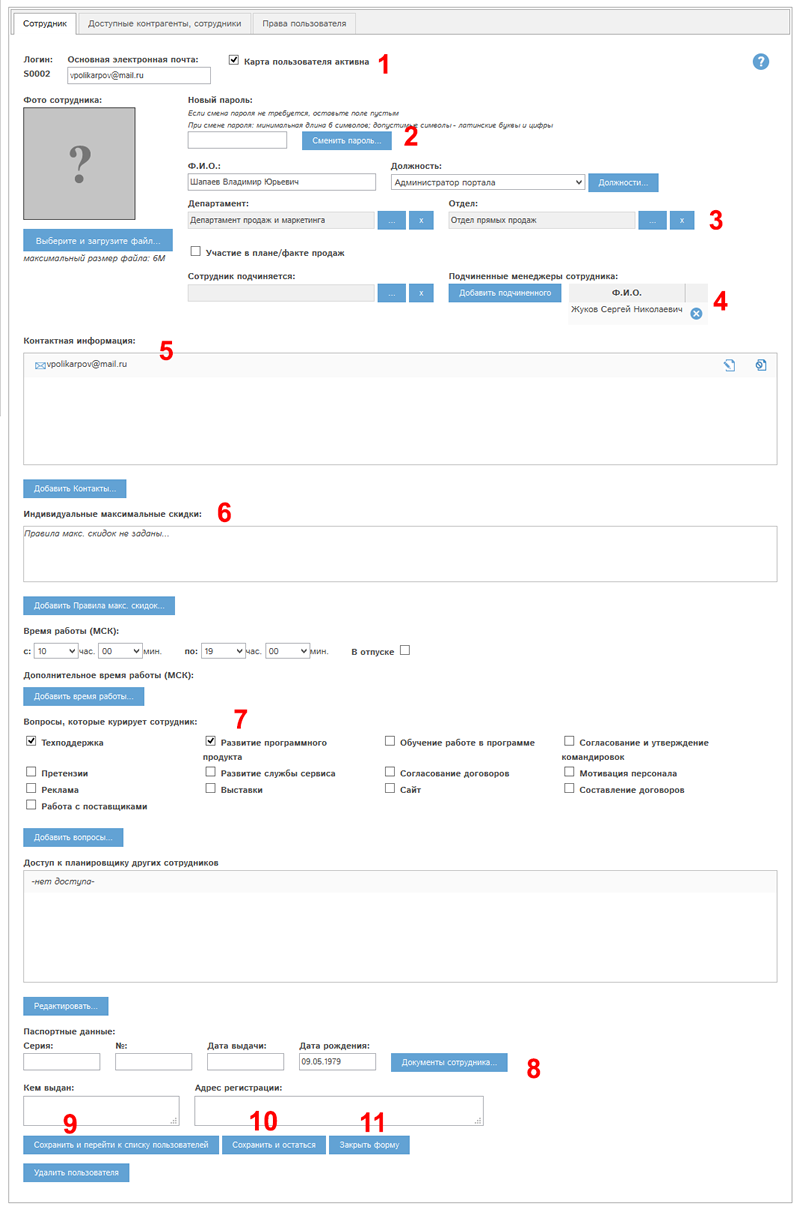 Сотрудник Доступные контрагенты, сотрудники Права пользователя
Логин: Основная электронная почта: Карта пользователя активна 1 ?
S0002 vpolikarpov@mail.ru
Фото сотрудника: Новый пароль:
Если смена пароля не требуется, оставьте поле пустым
При смене пароля: минимальная длина 6 символов; допустимые символы - латинские буквы и цифры
? Сменить пароль... 2
Ф.И.О.: Должность:
Шапаев Владимир Юрьевич Администратор портала Должности...
Департамент: Отдел:
Департамент продаж и маркетинга ... x Отдел прямых продаж ... x 3
Выберите и загрузите файл...
максимальный размер файла: 6М Участие в плане/факте продаж
Сотрудник подчиняется: Подчиненные менеджеры сотрудника:
... x Добавить подчиненного Ф.И.О.
Жуков Сергей Николаевич 4
Контактная информация: 5
vpolikarpov@mail.ru
Добавить Контакты...
Индивидуальные максимальные скидки: 6
Правила макс. скидок не заданы...
Добавить Правила макс. скидок...
Время работы (МСК):
с: 10 час. 00 мин. по: 19 час. 00 мин. В отпуске
Дополнительное время работы (МСК):
Добавить время работы...
Вопросы, которые курирует сотрудник: 7
Техподдержка Развитие программного продукта Обучение работе в программе Согласование и утверждение командировок
Претензии Развитие службы сервиса Согласование договоров Мотивация персонала
Реклама Выставки Сайт Составление договоров
Работа с поставщиками
Добавить вопросы...
Доступ к планировщику других сотрудников
-нет доступа-
Редактировать...
Паспортные данные:
Серия: №: Дата выдачи: Дата рождения:
09.05.1979 Документы сотрудника... 8
Кем выдан: Адрес регистрации:
9 10 11
Сохранить и перейти к списку пользователей Сохранить и остаться Закрыть форму
Удалить пользователя